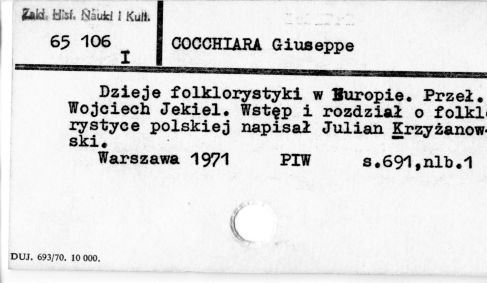 Zakł. Hist. Nauki i Kult.
65 106
I
COCCHIARA Giuseppe
Dzieje folklorystyki w Europie. Przeł.
Wojciech Jekiel. Wstęp i rozdział o folklo
rystyce polskiej napisał Julian Krzyżanow-
ski.
Warszawa 1971 PIW s.691,nlb.1
DUJ. 693/70. 10 000.